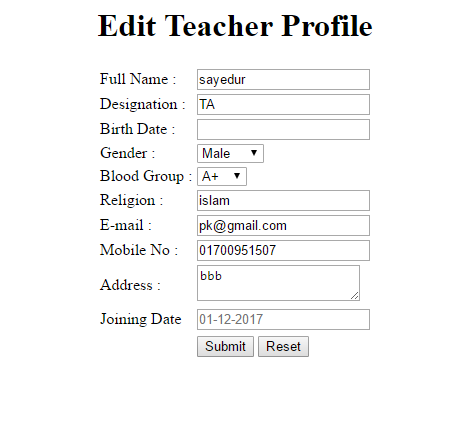 Edit Teacher Profile
Full Name : sayedur
Designation : TA
Birth Date :
Gender : Male
Blood Group : A+
Religion : islam
E-mail : pk@gmail.com
Mobile No : 01700951507
Address : bbb
Joining Date 01-12-2017
Submit Reset